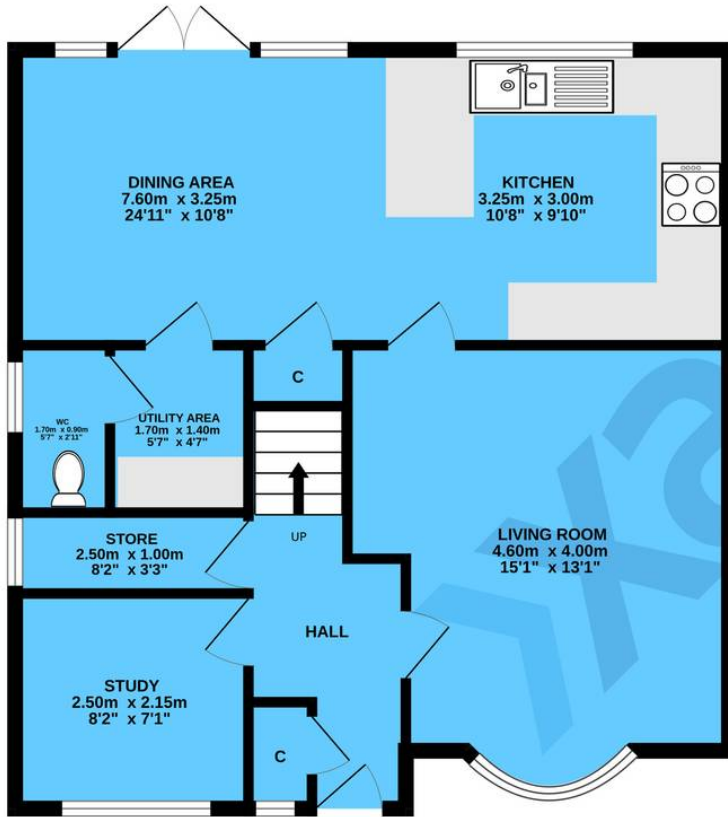 DINING AREA
7.60m x 3.25m
24'11" x 10'8"
KITCHEN
3.25m x 3.00m
10'8" x 9'10"
C
WC
1.70m x 0.90m
5'7" x 2'11"
UTILITY AREA
1.70m x 1.40m
5'7" x 4'7"
UP
STORE
2.50m x 1.00m
8'2" x 3'3"
LIVING ROOM
4.60m x 4.00m
15'1" x 13'1"
HALL
STUDY
2.50m x 2.15m
8'2" x 7'1"
C